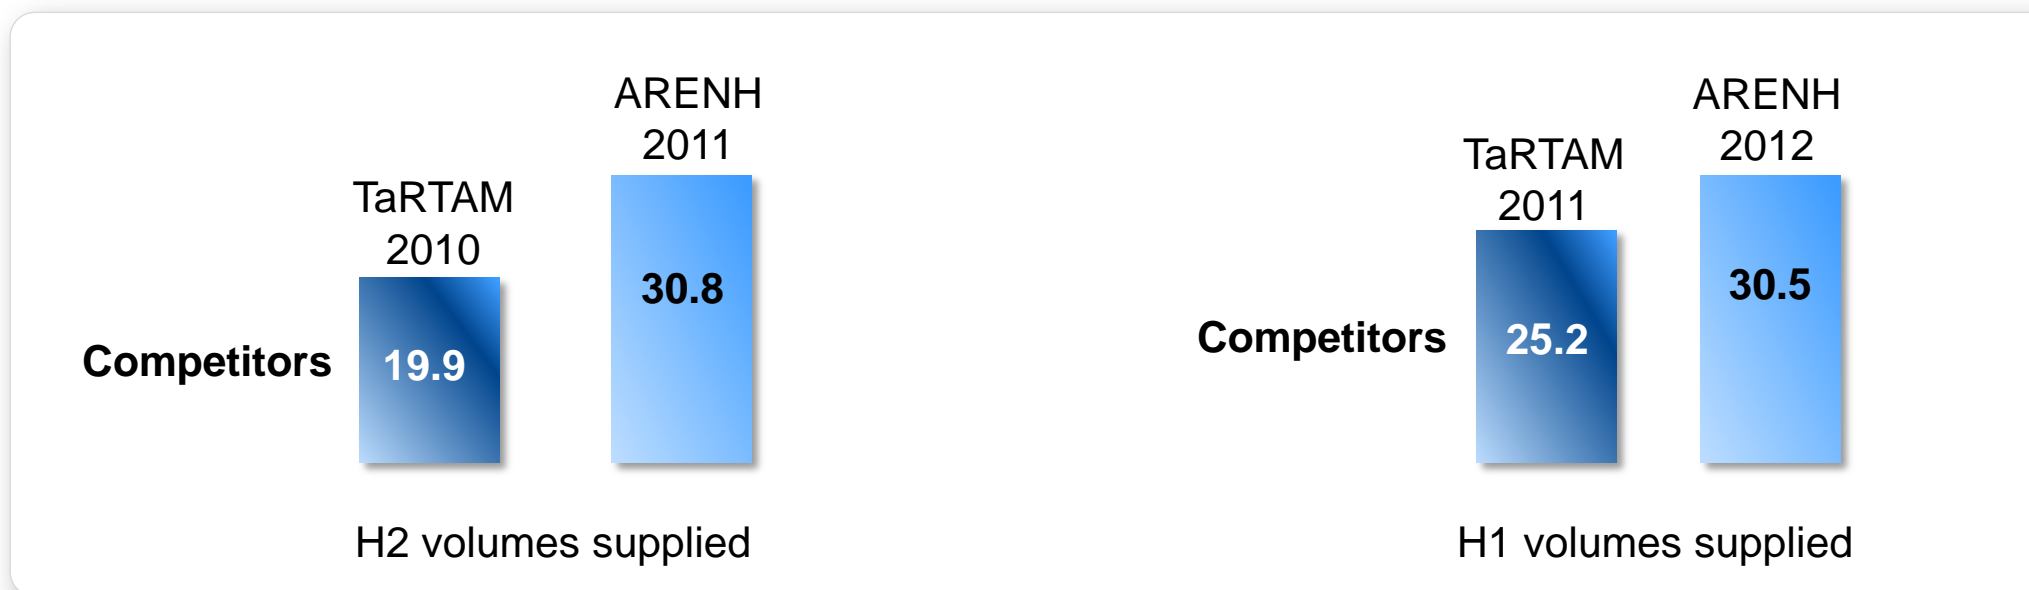 ARENH
2011
TaRTAM
2010
30.8
Competitors
19.9
H2 volumes supplied
ARENH
2012
TaRTAM
2011
30.5
Competitors
25.2
H1 volumes supplied